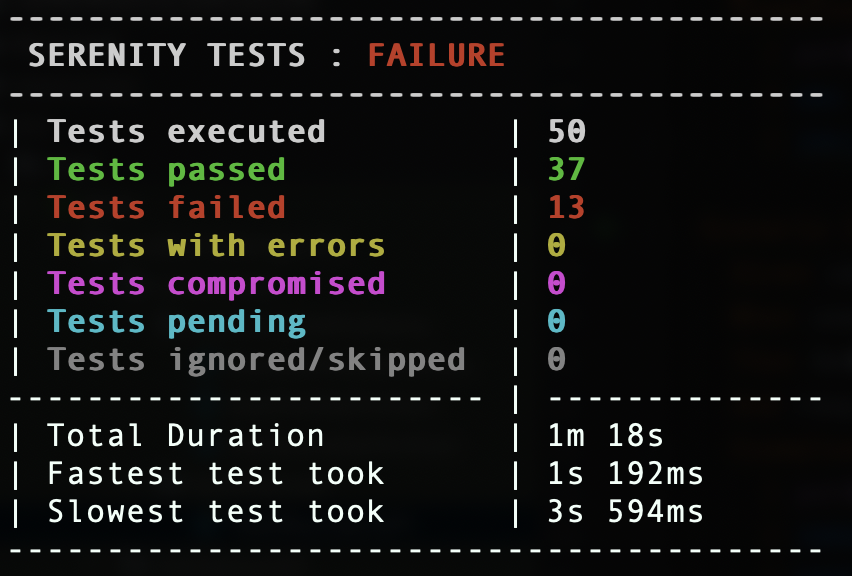 -----------------------------------------
SERENITY TESTS : FAILURE
-----------------------------------------
| Tests executed | 50
| Tests passed | 37
| Tests failed | 13
| Tests with errors | 0
| Tests compromised | 0
| Tests pending | 0
| Tests ignored/skipped | 0
------------------------ | --------------
| Total Duration | 1m 18s
| Fastest test took | 1s 192ms
| Slowest test took | 3s 594ms
-----------------------------------------